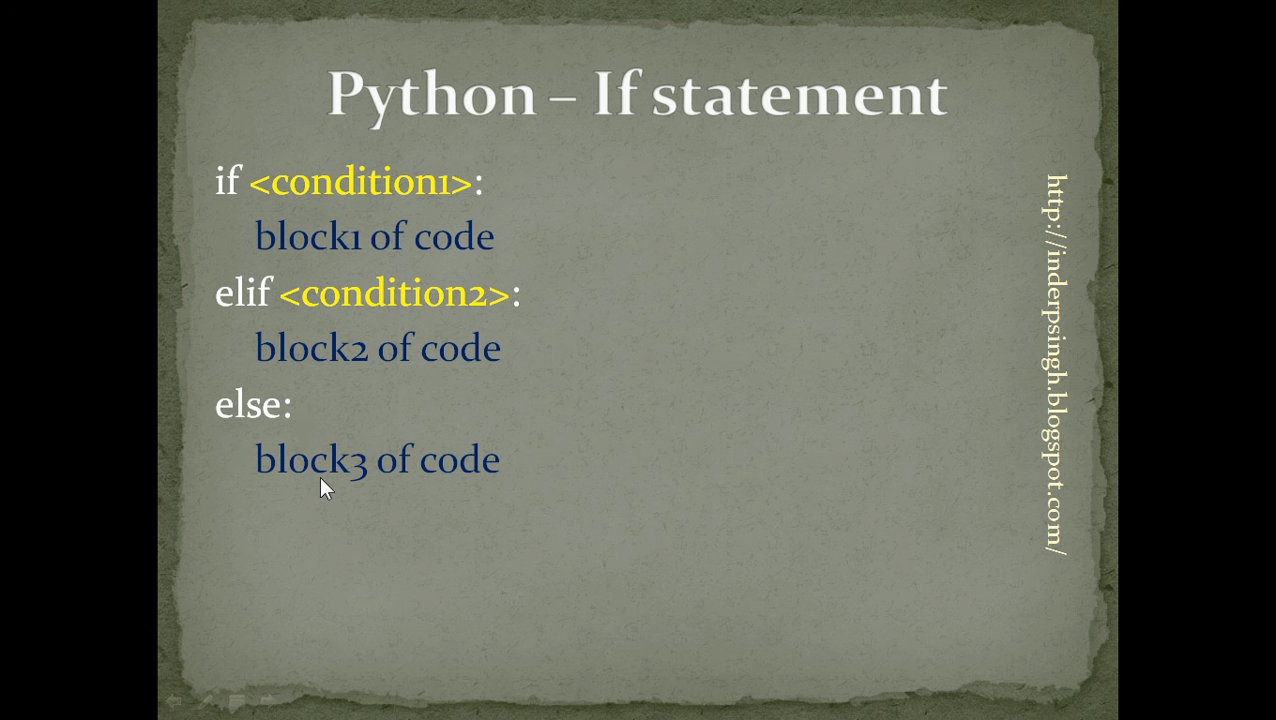 Python – If statement
if <condition1>:
block1 of code
elif <condition2>:
block2 of code
else:
block3 of code
http://inderpsingh.blogspot.com/